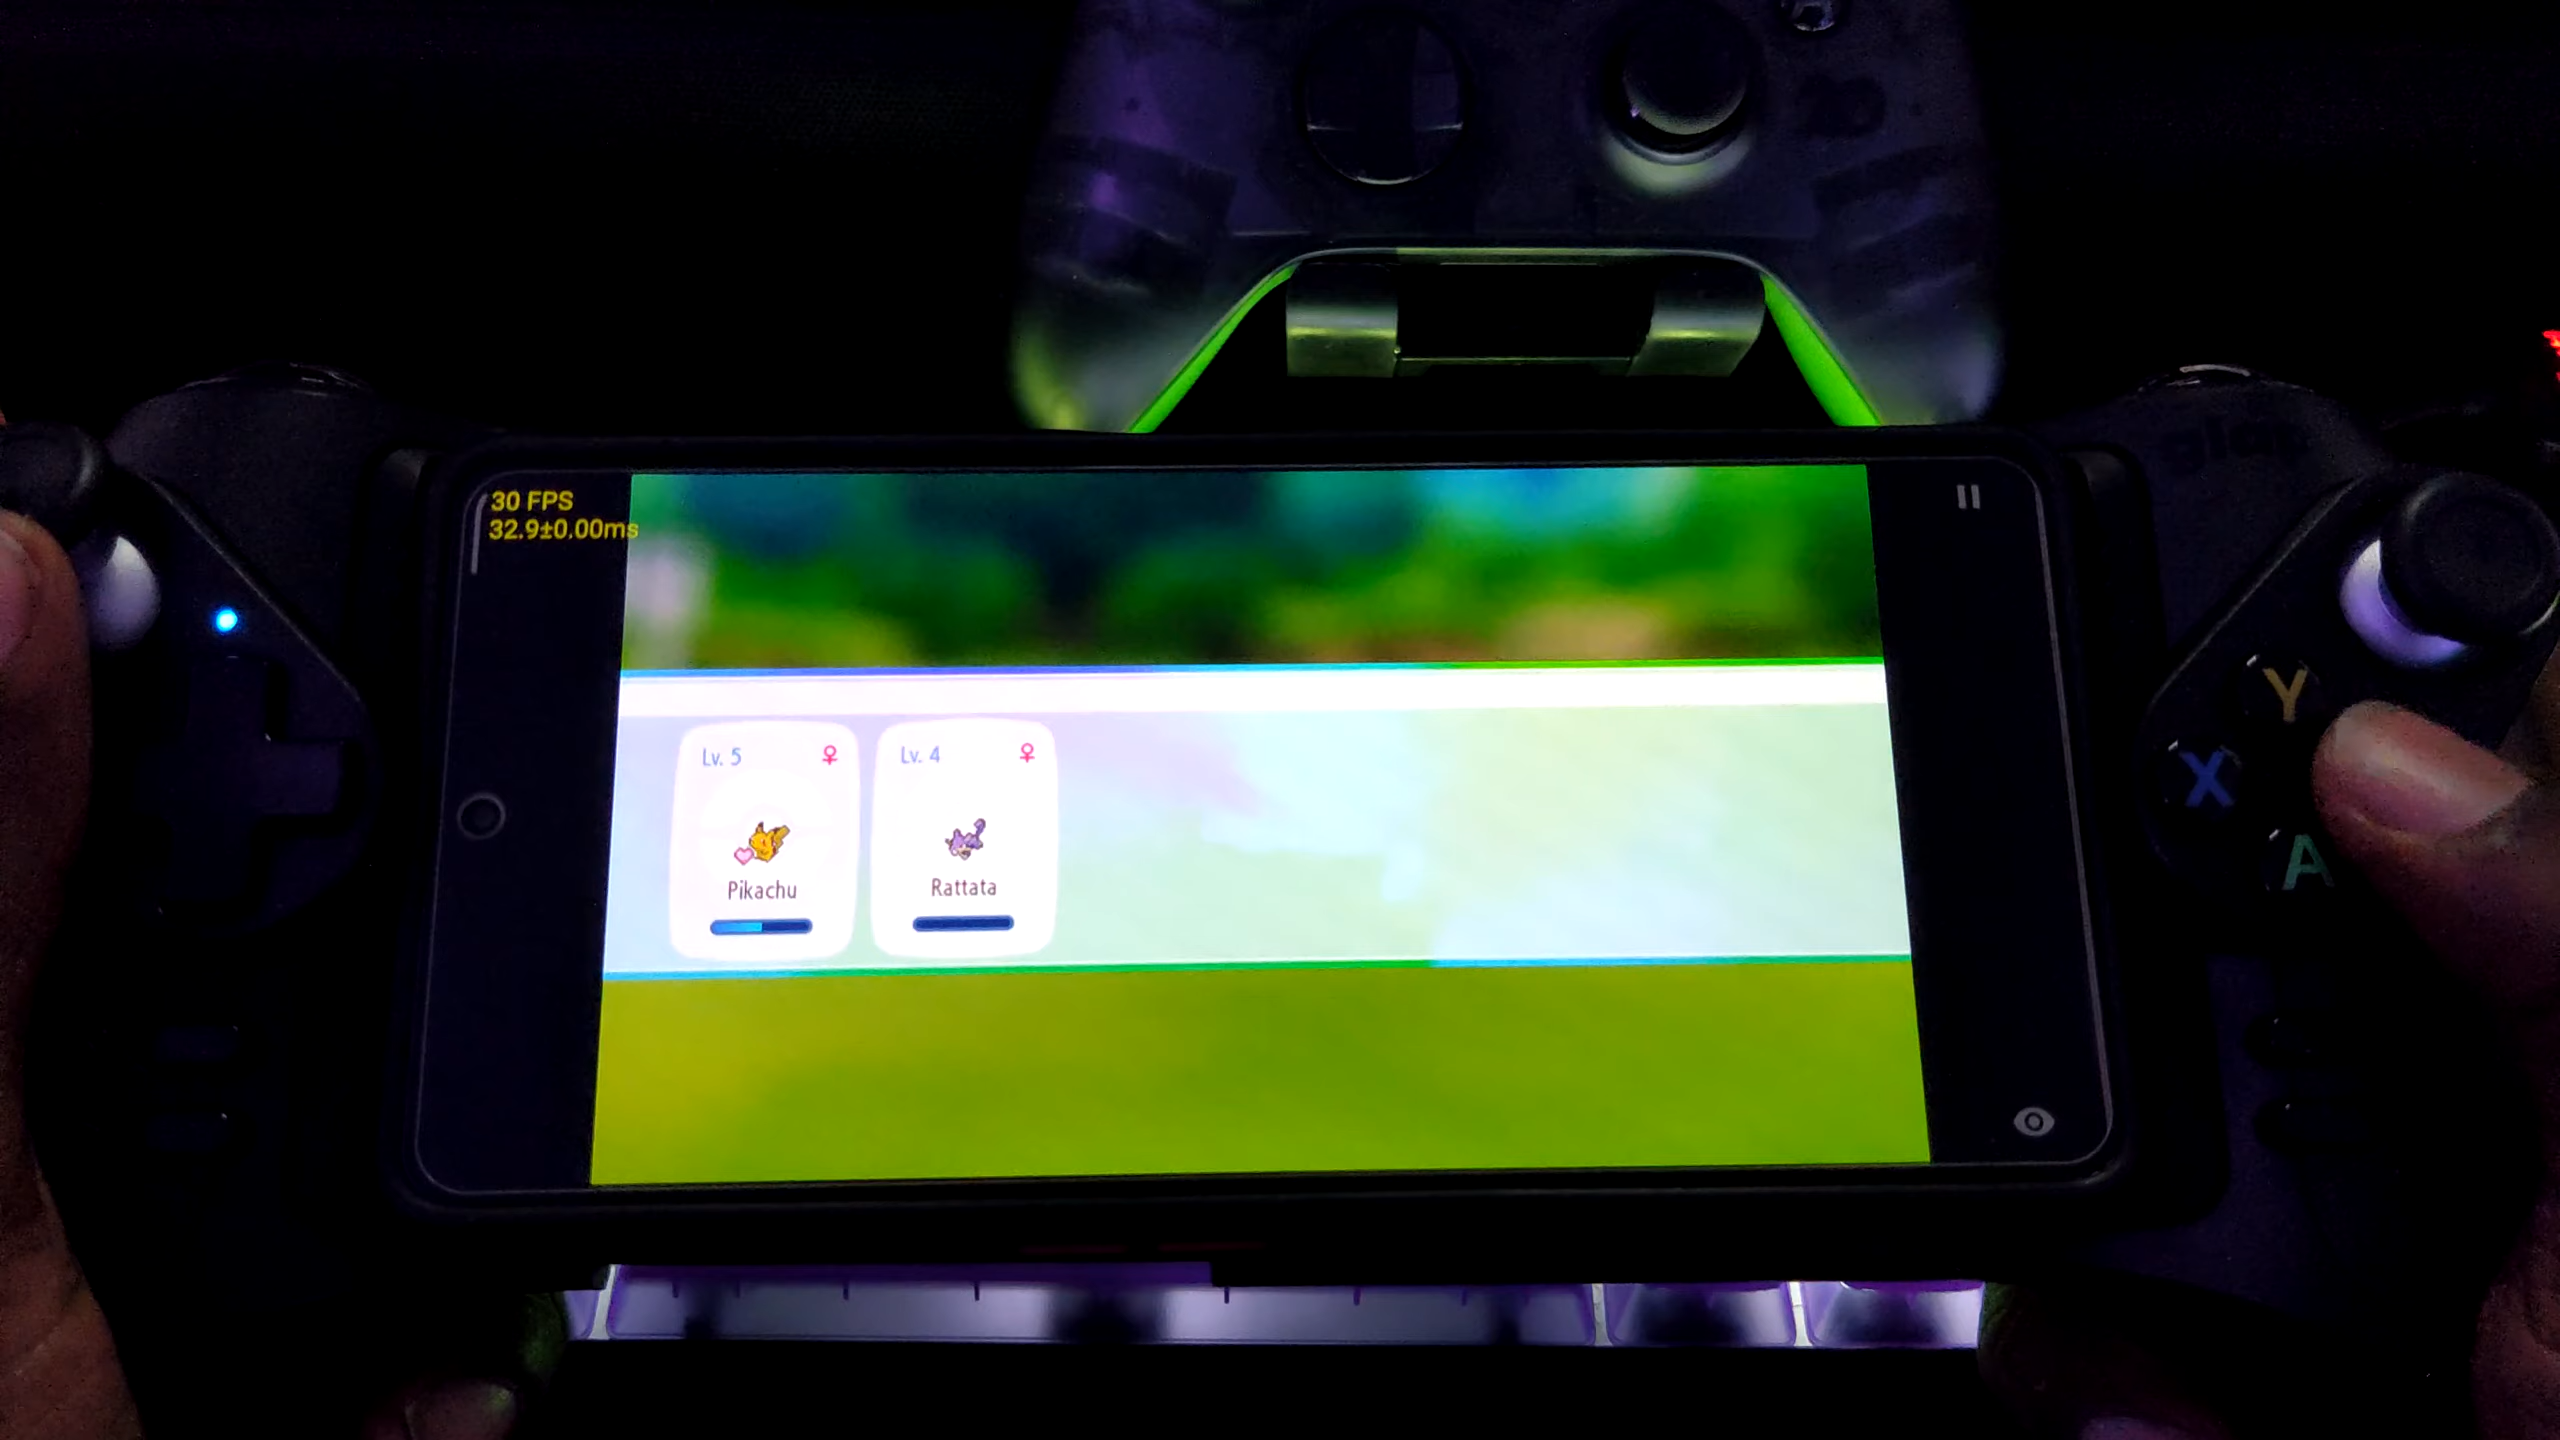 30 FPS
32.9±0.00ms
Lv. 5 ♀
Lv. 4 ♀
Pikachu
Rattata
Y
X
A